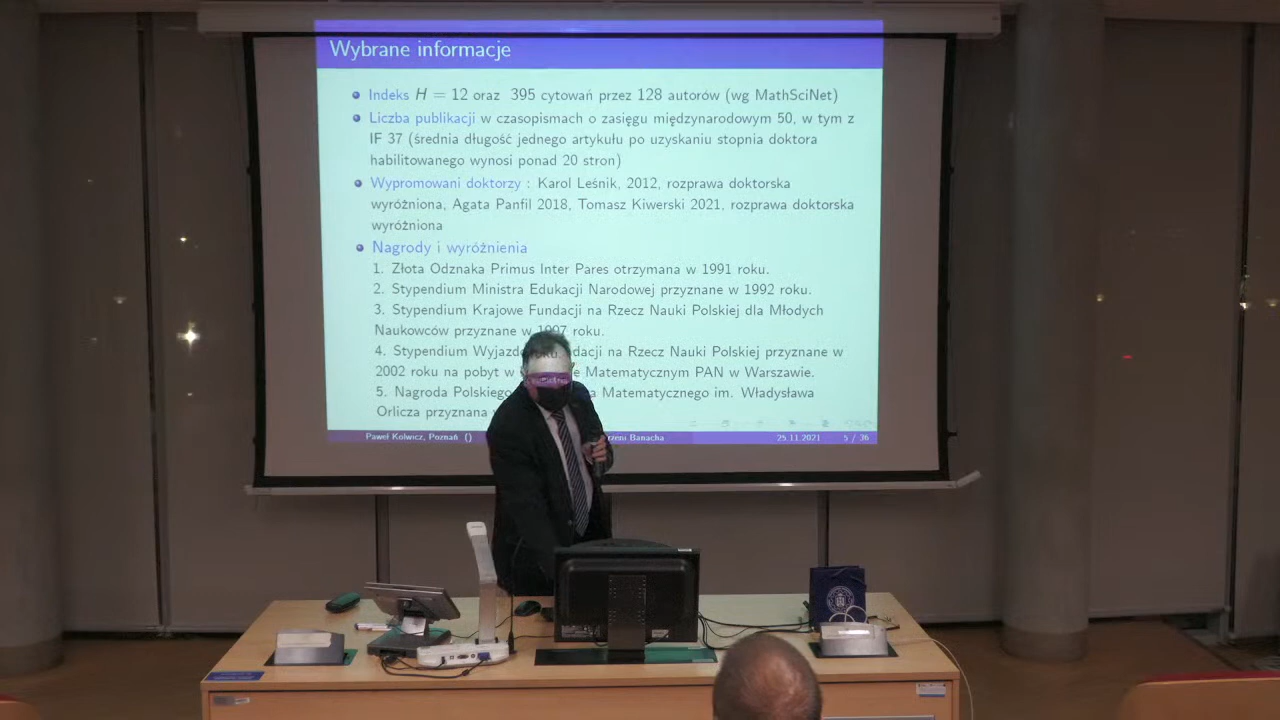 Wybrane informacje
Indeks H = 12 oraz 395 cytowań przez 128 autorów (wg MathSciNet)
Liczba publikacji w czasopismach o zasięgu międzynarodowym 50, w tym z
IF 37 (średnia długość jednego artykułu po uzyskaniu stopnia doktora
habilitowanego wynosi ponad 20 stron)
Wypromowani doktorzy : Karol Leśnik, 2012, rozprawa doktorska
wyróżniona, Agata Panfil 2018, Tomasz Kiwerski 2021, rozprawa doktorska
wyróżniona
Nagrody i wyróżnienia
1. Złota Odznaka Primus Inter Pares otrzymana w 1991 roku.
2. Stypendium Ministra Edukacji Narodowej przyznane w 1992 roku.
3. Stypendium Krajowe Fundacji na Rzecz Nauki Polskiej dla Młodych
Naukowców przyznane w 1997 roku.
4. Stypendium na Rzecz Nauki Polskiej przyznane w
2002 roku na pobyt w Matematycznym PAN w Warszawie.
5. Nagroda Polskiego Matematycznego im. Władysława
Orlicza przyznana
Paweł Kolwicz, Poznań () Banacha 25.11.2021 5 / 36